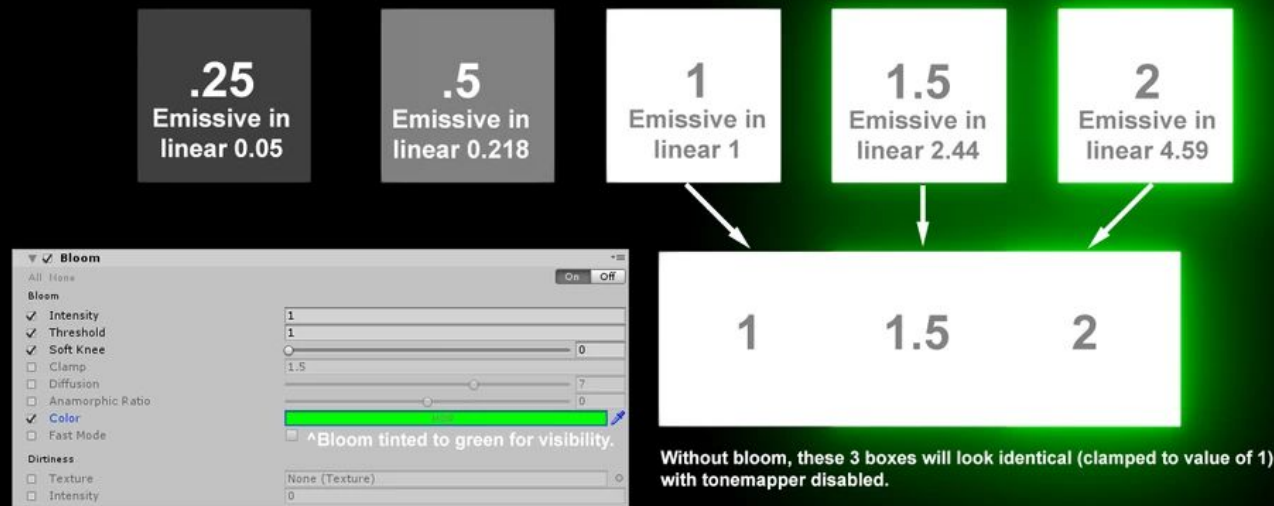 .25
Emissive in
linear 0.05
.5
Emissive in
linear 0.218
1
Emissive in
linear 1
1.5
Emissive in
linear 2.44
2
Emissive in
linear 4.59
Bloom
All None
On Off
Bloom
Intensity 1
Threshold 1
Soft Knee 0
Clamp 1.5
Diffusion 7
Anamorphic Ratio 0
Color
Fast Mode
^Bloom tinted to green for visibility.
Dirtiness
Texture None (Texture)
Intensity 0
1 1.5 2
Without bloom, these 3 boxes will look identical (clamped to value of 1)
with tonemapper disabled.